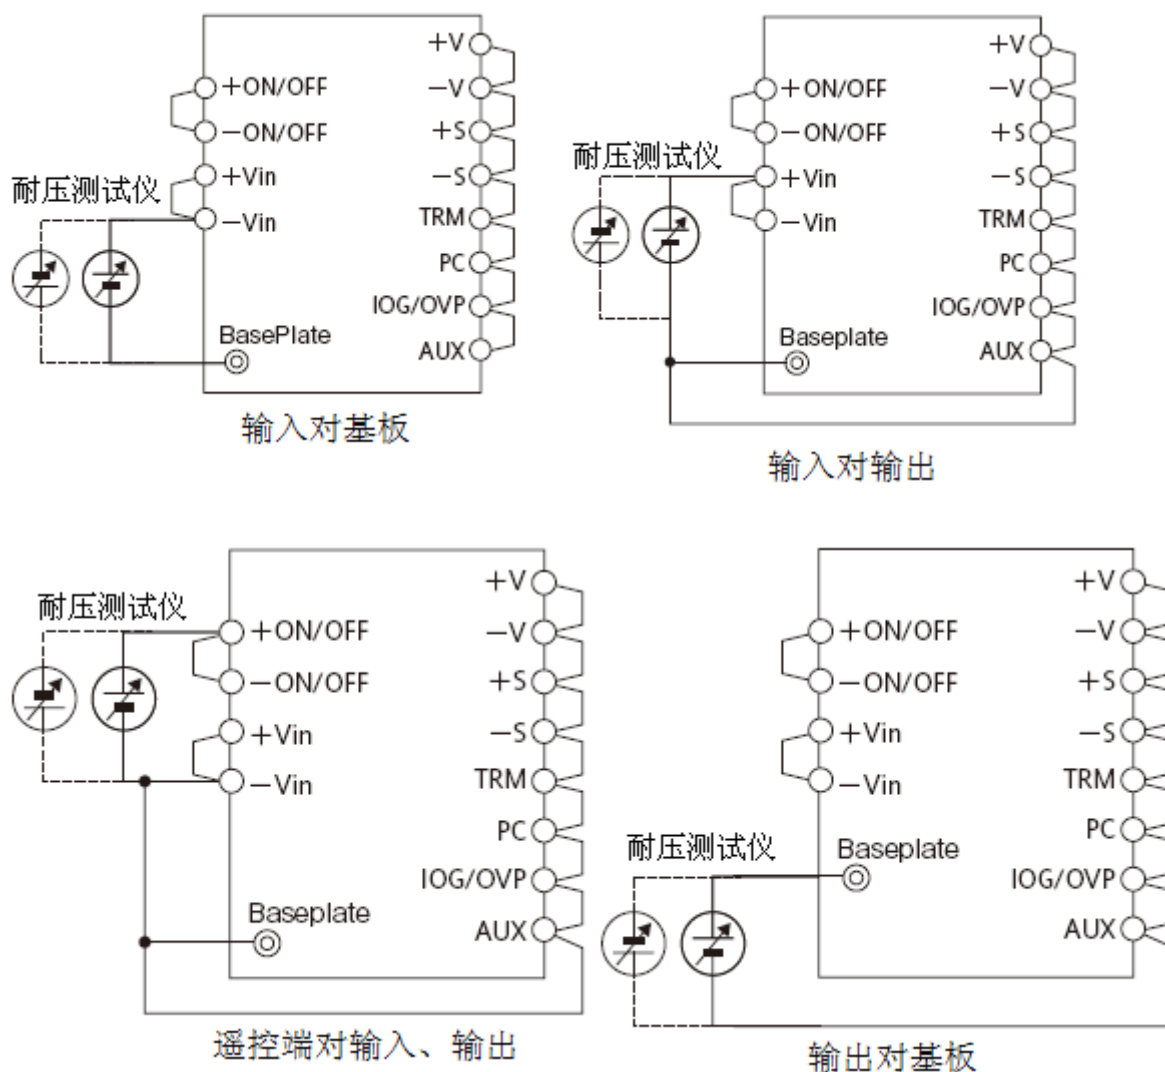 +V
+ON/OFF
−V
−ON/OFF
+S
耐压测试仪
+Vin
−S
−Vin
TRM
PC
IOG/OVP
BasePlate
AUX
输入对基板
+V
+ON/OFF
−V
−ON/OFF
+S
耐压测试仪
+Vin
−S
−Vin
TRM
PC
IOG/OVP
Baseplate
AUX
输入对输出
+V
耐压测试仪
+ON/OFF
−V
−ON/OFF
+S
+Vin
−S
−Vin
TRM
PC
IOG/OVP
Baseplate
AUX
遥控端对输入、输出
+V
+ON/OFF
−V
−ON/OFF
+S
+Vin
−S
−Vin
TRM
PC
耐压测试仪
Baseplate
IOG/OVP
AUX
输出对基板